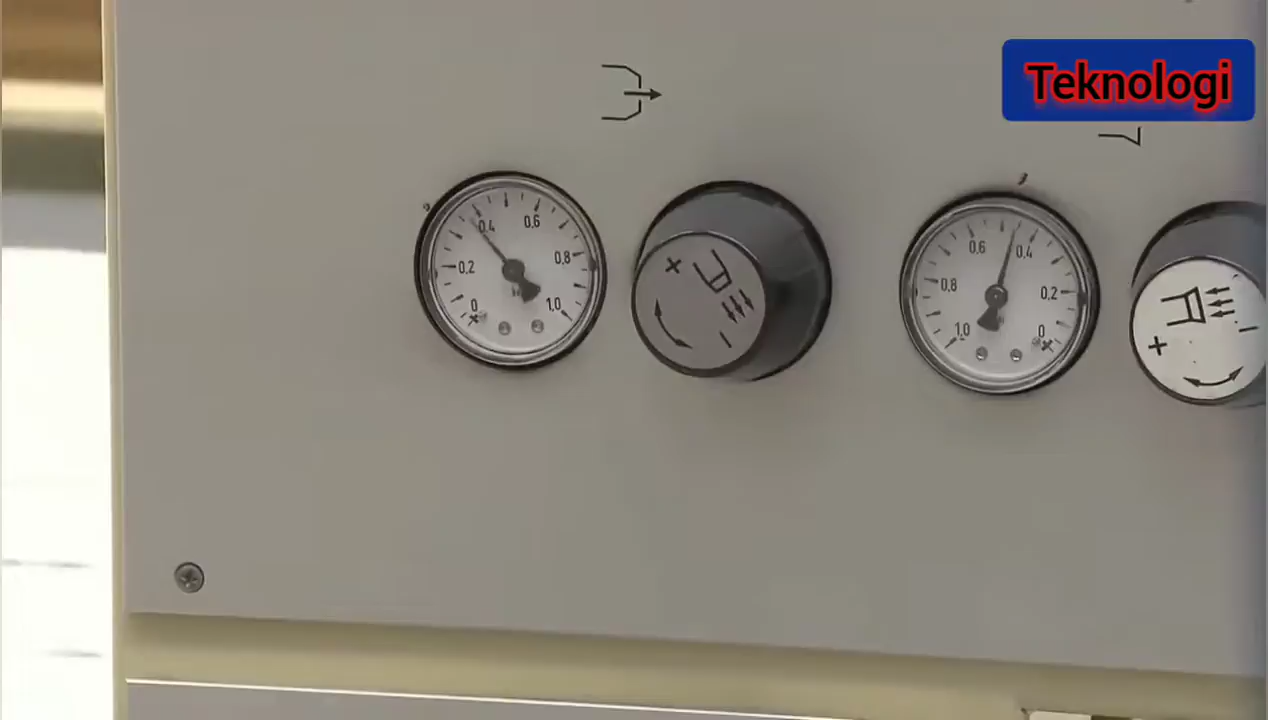 Teknologi
0 0,2 0,4 0,6 0,8 1,0
+ −
1,0 0,8 0,6 0,4 0,2 0
+ −